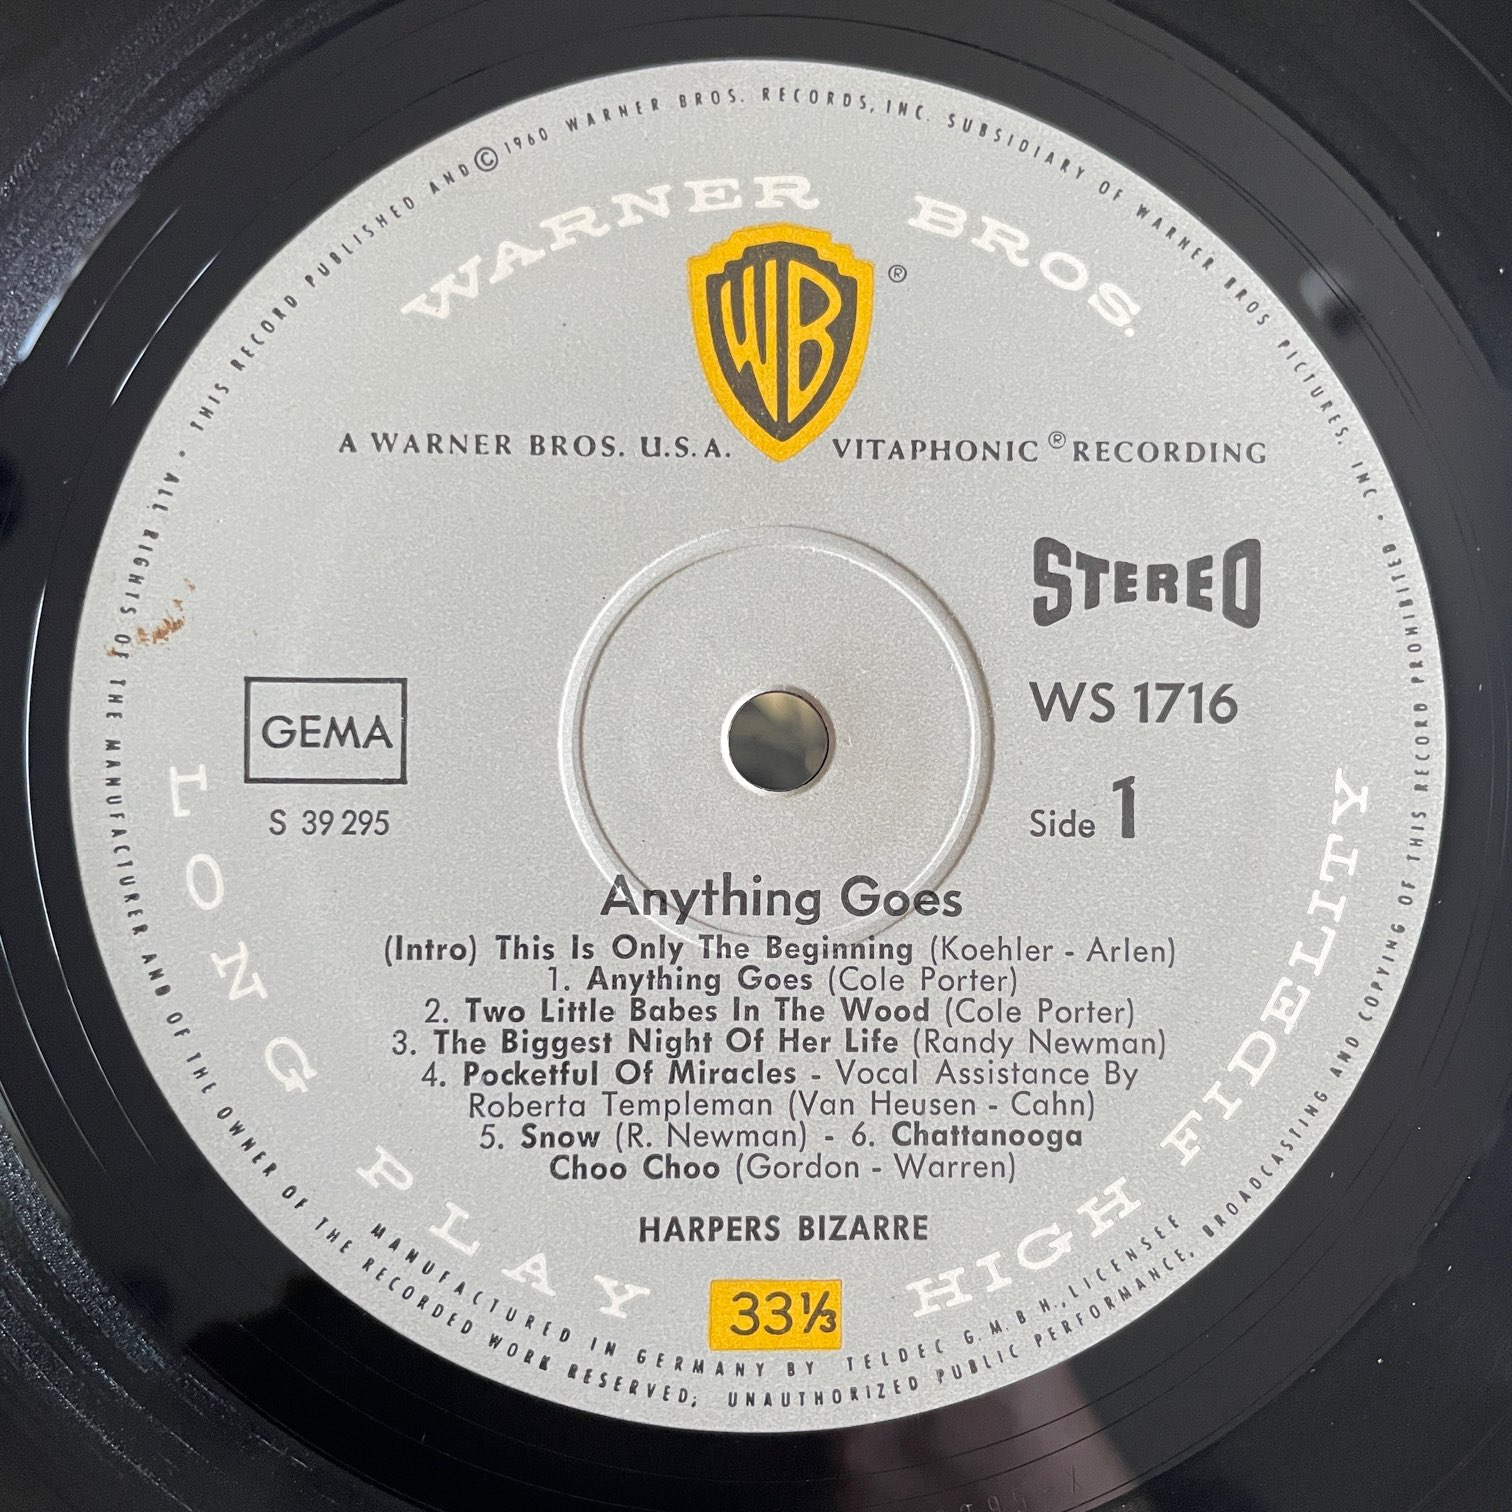 • THIS RECORD PUBLISHED AND © 1960 WARNER BROS. RECORDS, INC. SUBSIDIARY OF WARNER BROS PICTURES, INC. •
WARNER BROS.
WB ®
A WARNER BROS. U.S.A. VITAPHONIC ® RECORDING
STEREO
WS 1716
GEMA
S 39 295
Side 1
Anything Goes
(Intro) This Is Only The Beginning (Koehler - Arlen)
1. Anything Goes (Cole Porter)
2. Two Little Babes In The Wood (Cole Porter)
3. The Biggest Night Of Her Life (Randy Newman)
4. Pocketful Of Miracles - Vocal Assistance By
Roberta Templeman (Van Heusen - Cahn)
5. Snow (R. Newman) - 6. Chattanooga
Choo Choo (Gordon - Warren)
HARPERS BIZARRE
33⅓
LONG PLAY
HIGH FIDELITY
MANUFACTURED IN GERMANY BY TELDEC G.M.B.H., LICENSEE
ALL RIGHTS OF THE MANUFACTURER AND OF THE OWNER OF THE RECORDED WORK RESERVED; UNAUTHORIZED PUBLIC PERFORMANCE, BROADCASTING AND COPYING OF THIS RECORD PROHIBITED